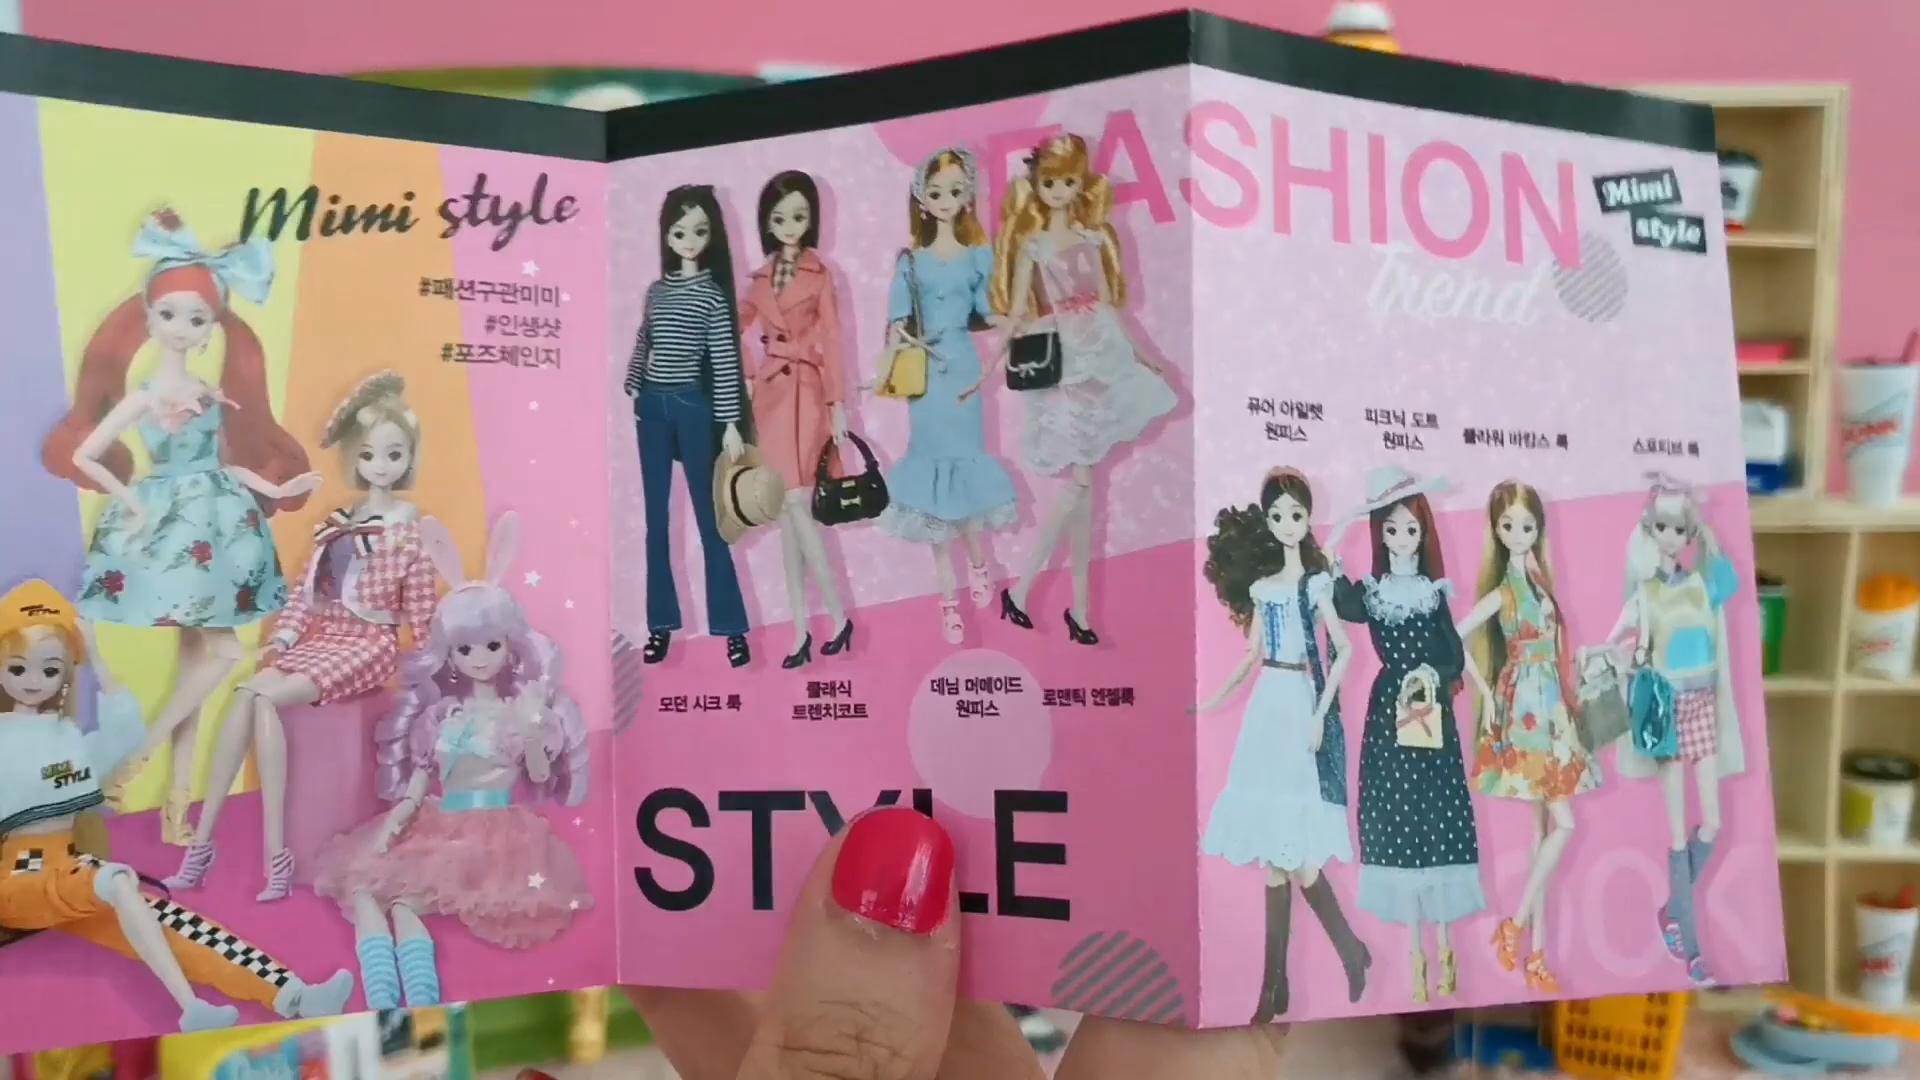 Mimi style
#패션구관미미
#인생샷
#포즈체인지
MIMI
STYLE
FASHION
Trend
Mimi
style
모던 시크 룩
클래식
트렌치코트
데님 머메이드
원피스
로맨틱 엔젤룩
STYLE
퓨어 아일렛
원피스
피크닉 도트
원피스
플라워 바캉스 룩
스포티브 룩